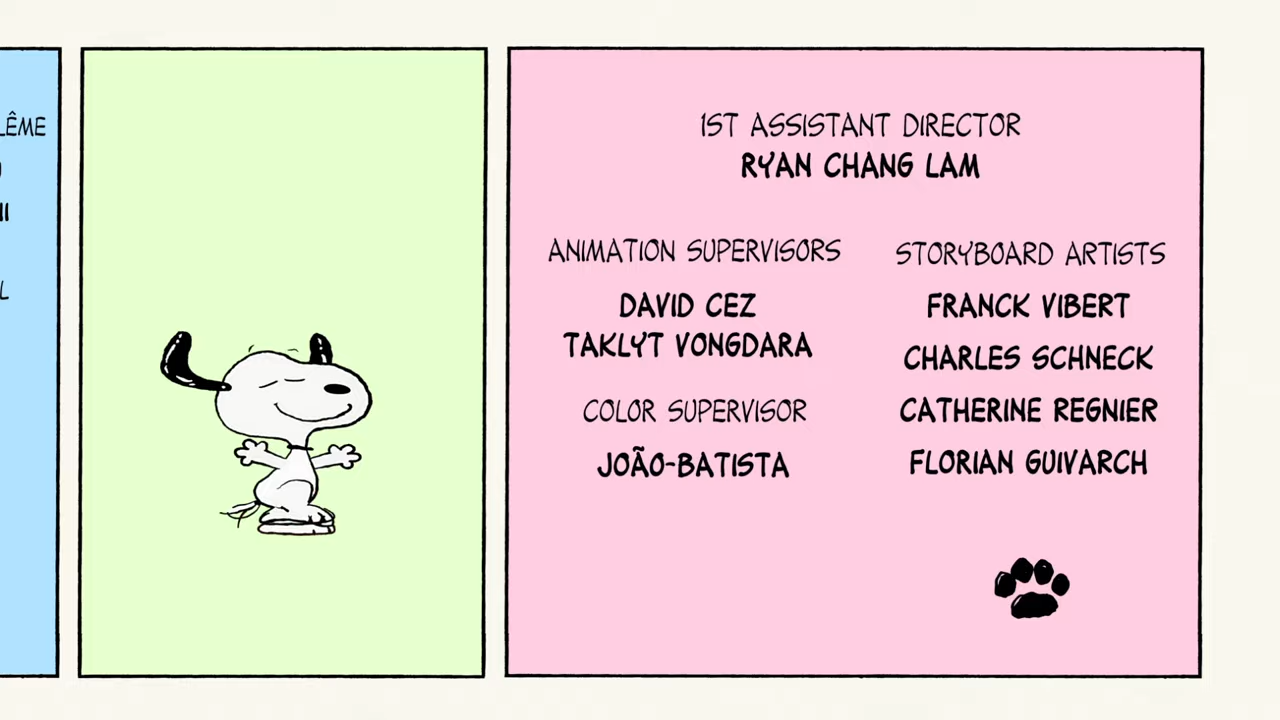 LÊME
1ST ASSISTANT DIRECTOR
RYAN CHANG LAM
ANIMATION SUPERVISORS
DAVID CEZ
TAKLYT VONGDARA
COLOR SUPERVISOR
JOÃO-BATISTA
STORYBOARD ARTISTS
FRANCK VIBERT
CHARLES SCHNECK
CATHERINE REGNIER
FLORIAN GUIVARCH